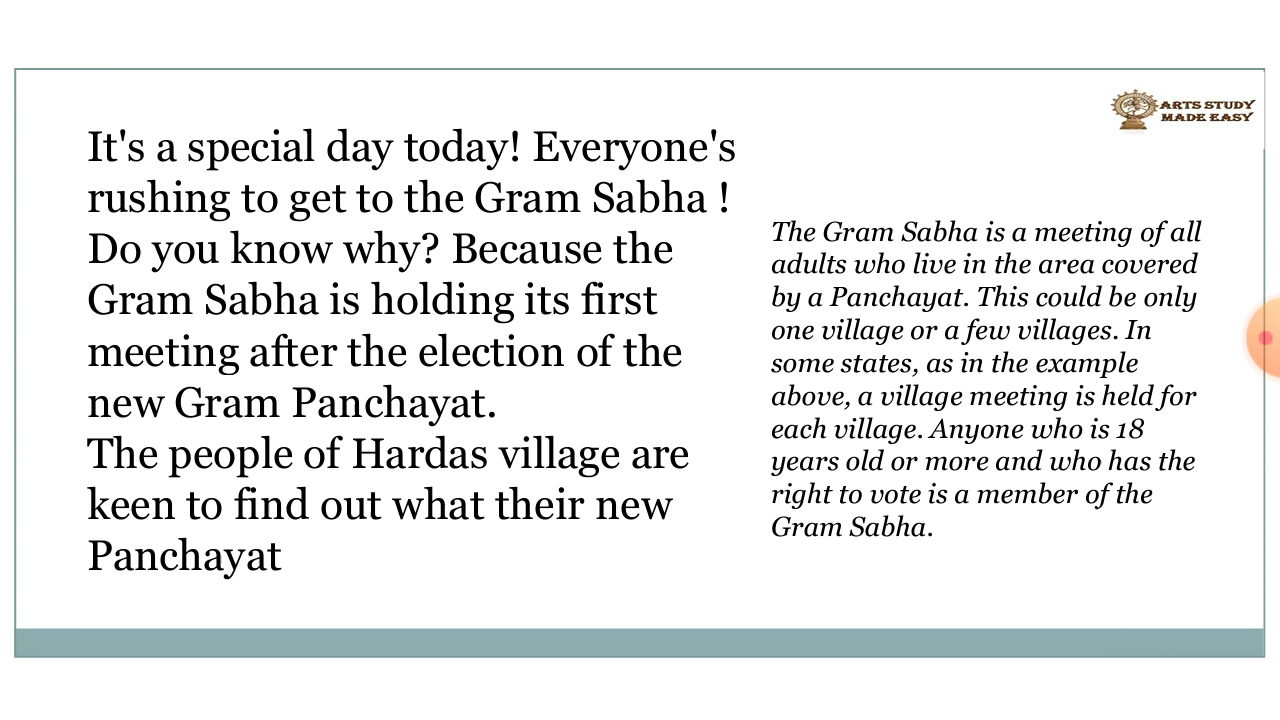 ARTS STUDY
MADE EASY
It's a special day today! Everyone's
rushing to get to the Gram Sabha !
Do you know why? Because the
Gram Sabha is holding its first
meeting after the election of the
new Gram Panchayat.
The people of Hardas village are
keen to find out what their new
Panchayat
The Gram Sabha is a meeting of all
adults who live in the area covered
by a Panchayat. This could be only
one village or a few villages. In
some states, as in the example
above, a village meeting is held for
each village. Anyone who is 18
years old or more and who has the
right to vote is a member of the
Gram Sabha.